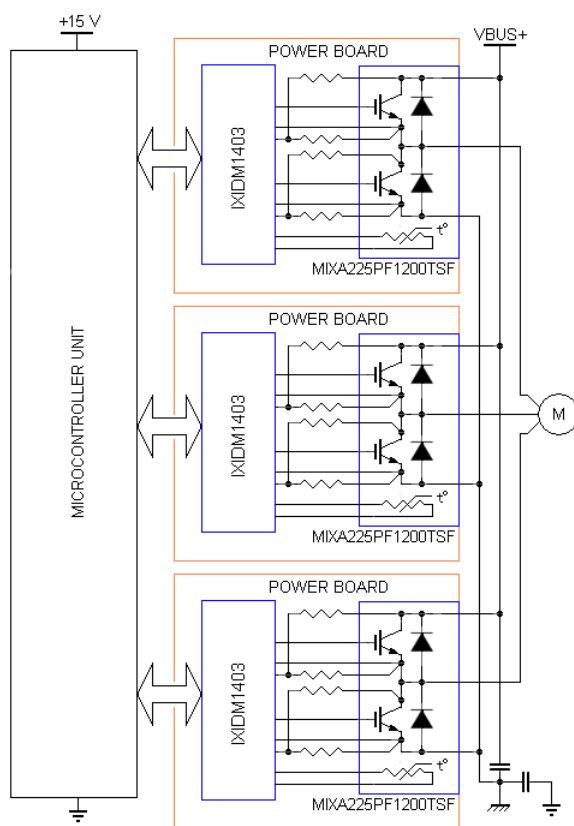 +15 V
VBUS+
POWER BOARD
IXIDM1403
t°
MIXA225PF1200TSF
POWER BOARD
MICROCONTROLLER UNIT
IXIDM1403
M
t°
MIXA225PF1200TSF
POWER BOARD
IXIDM1403
t°
MIXA225PF1200TSF